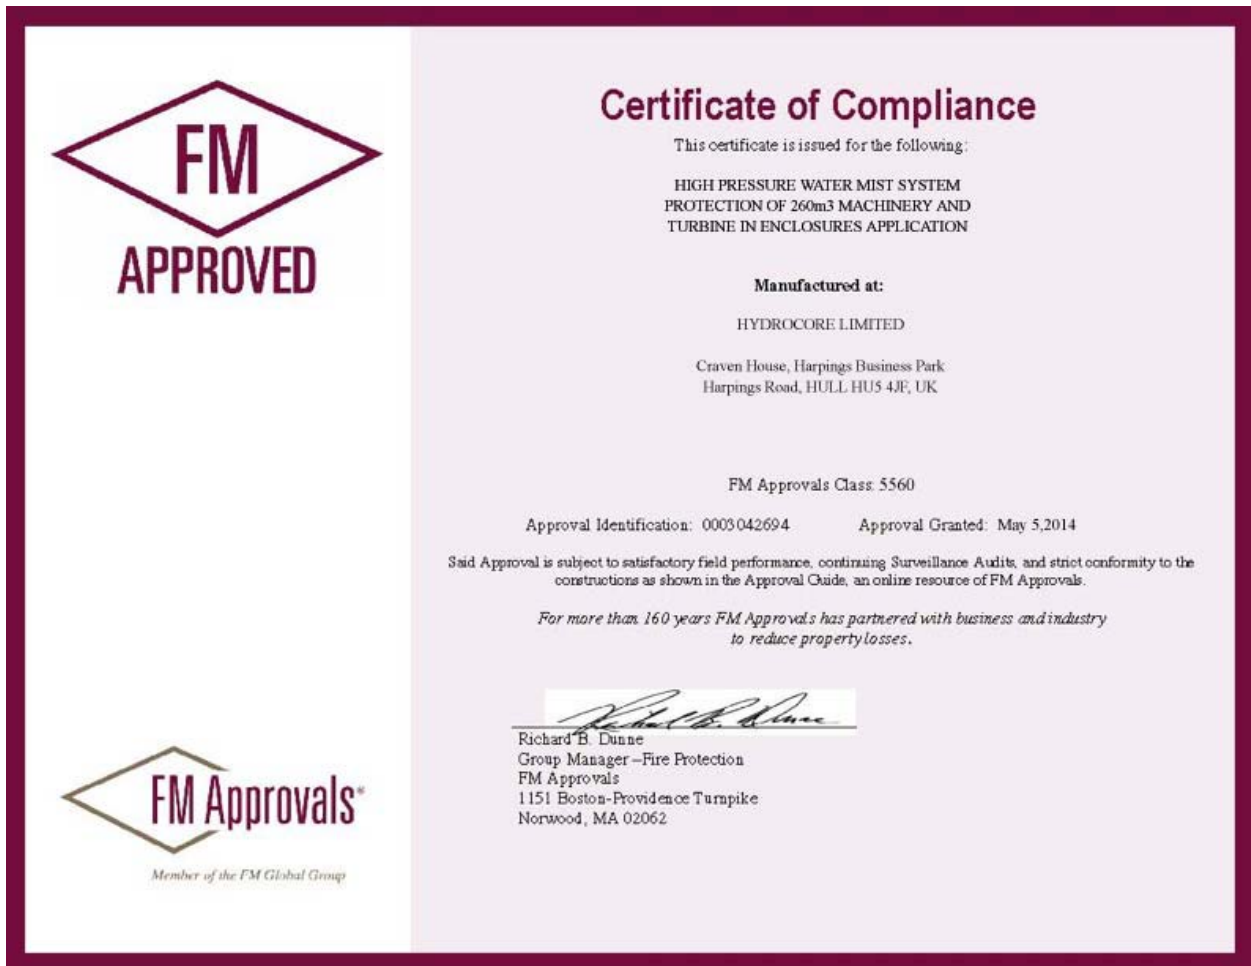 FM
APPROVED
Certificate of Compliance
This certificate is issued for the following:
HIGH PRESSURE WATER MIST SYSTEM
PROTECTION OF 260m3 MACHINERY AND
TURBINE IN ENCLOSURES APPLICATION
Manufactured at:
HYDROCORE LIMITED
Craven House, Harpings Business Park
Harpings Road, HULL HU5 4JF, UK
FM Approvals Class: 5560
Approval Identification: 0003042694 Approval Granted: May 5,2014
Said Approval is subject to satisfactory field performance, continuing Surveillance Audits, and strict conformity to the
constructions as shown in the Approval Guide, an online resource of FM Approvals.
For more than 160 years FM Approvals has partnered with business and industry
to reduce property losses.
Richard B. Dunne
Richard B. Dunne
Group Manager –Fire Protection
FM Approvals
1151 Boston-Providence Turnpike
Norwood, MA 02062
FM Approvals®
Member of the FM Global Group